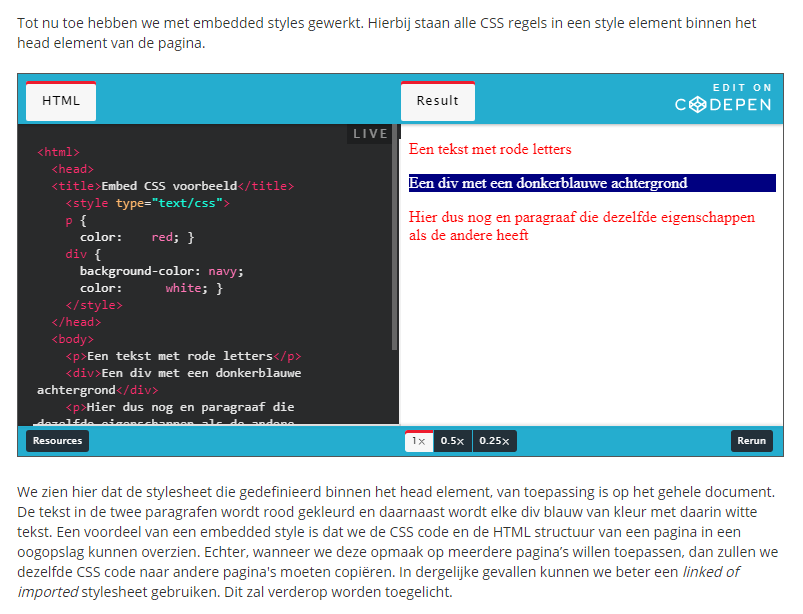 Tot nu toe hebben we met embedded styles gewerkt. Hierbij staan alle CSS regels in een style element binnen het
head element van de pagina.
HTML
Result
EDIT ON
CODEPEN
LIVE
<html>
<head>
<title>Embed CSS voorbeeld</title>
<style type="text/css">
p {
color: red; }
div {
background-color: navy;
color: white; }
</style>
</head>
<body>
<p>Een tekst met rode letters</p>
<div>Een div met een donkerblauwe
achtergrond</div>
<p>Hier dus nog en paragraaf die
dezelfde eigenschappen als de andere
Een tekst met rode letters
Een div met een donkerblauwe achtergrond
Hier dus nog en paragraaf die dezelfde eigenschappen
als de andere heeft
Resources
1x 0.5x 0.25x
Rerun
We zien hier dat de stylesheet die gedefinieerd binnen het head element, van toepassing is op het gehele document.
De tekst in de twee paragrafen wordt rood gekleurd en daarnaast wordt elke div blauw van kleur met daarin witte
tekst. Een voordeel van een embedded style is dat we de CSS code en de HTML structuur van een pagina in een
oogopslag kunnen overzien. Echter, wanneer we deze opmaak op meerdere pagina's willen toepassen, dan zullen we
dezelfde CSS code naar andere pagina's moeten copiëren. In dergelijke gevallen kunnen we beter een linked of
imported stylesheet gebruiken. Dit zal verderop worden toegelicht.